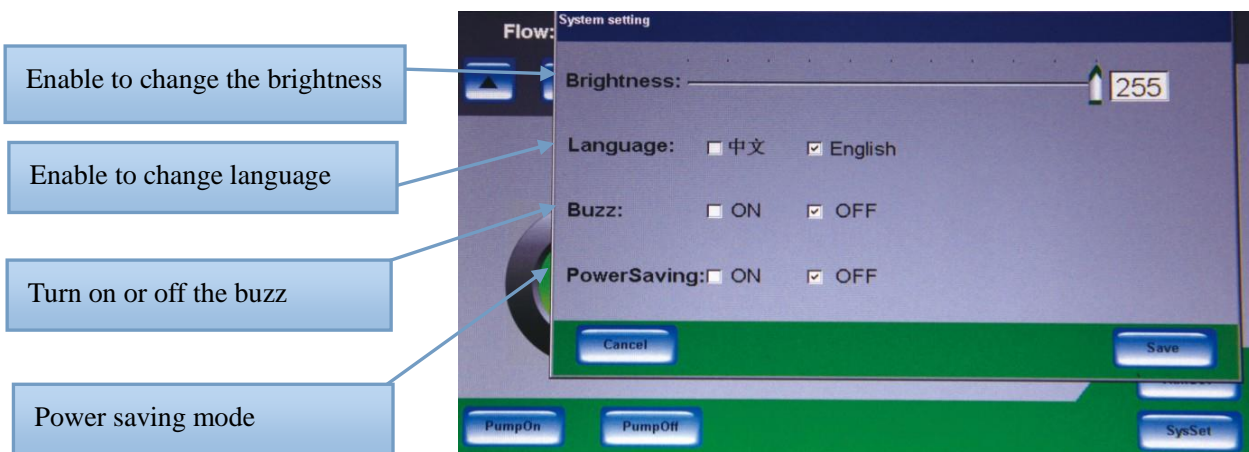 Enable to change the brightness
Enable to change language
Turn on or off the buzz
Power saving mode
Flow:
System setting
Brightness:
255
Language: 中文 English
Buzz: ON OFF
PowerSaving: ON OFF
Cancel
Save
PumpOn
PumpOff
SysSet